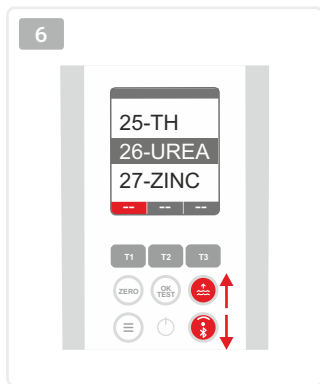 6
25-TH
26-UREA
27-ZINC
-- -- --
T1 T2 T3
ZERO OK TEST